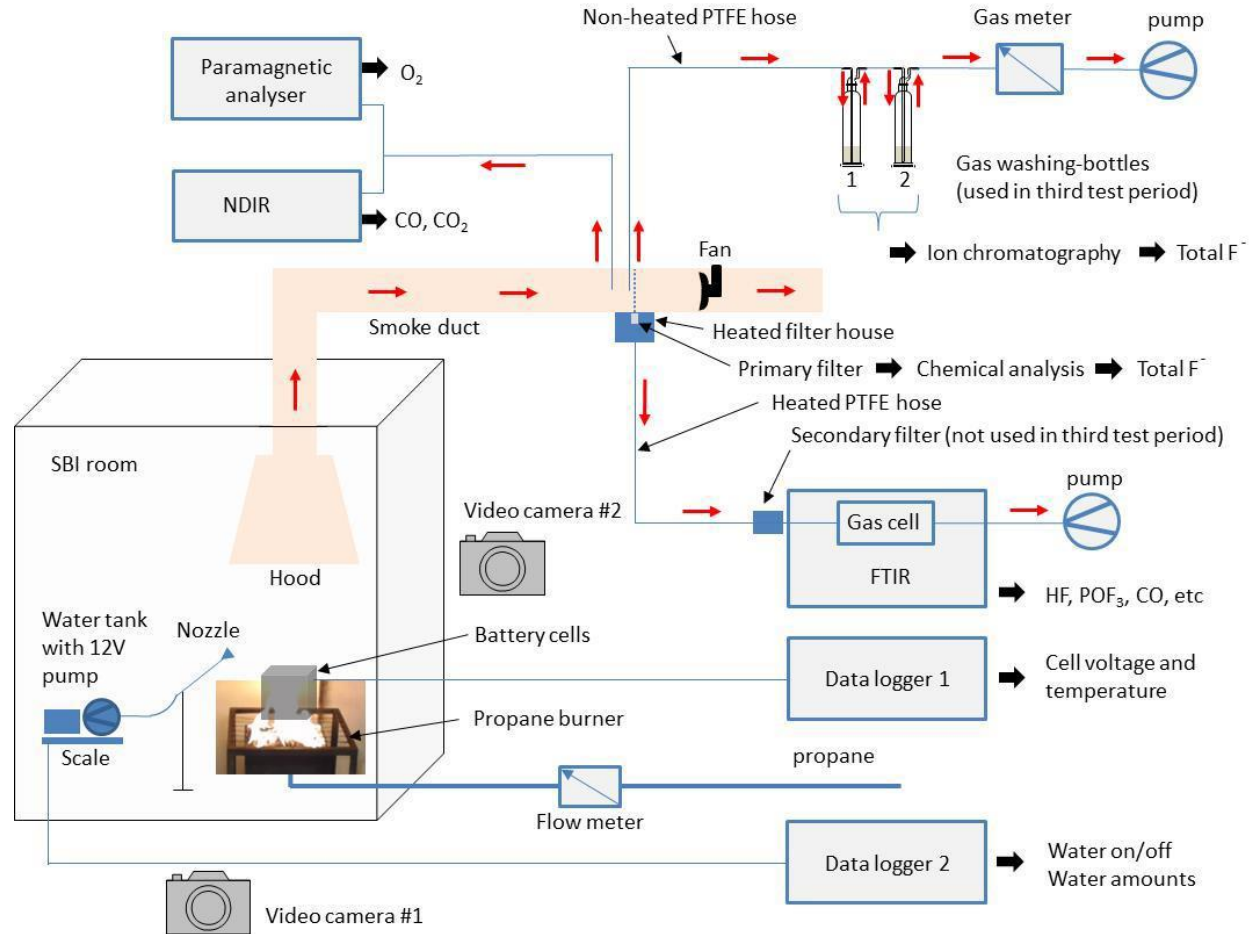 Non-heated PTFE hose
Gas meter
pump
Paramagnetic
analyser
O₂
NDIR
CO, CO₂
1
2
Gas washing-bottles
(used in third test period)
Ion chromatography
Total F⁻
Fan
Smoke duct
Heated filter house
Primary filter
Chemical analysis
Total F⁻
Heated PTFE hose
Secondary filter (not used in third test period)
SBI room
Video camera #2
pump
Gas cell
FTIR
HF, POF₃, CO, etc
Hood
Water tank
with 12V
pump
Nozzle
Battery cells
Data logger 1
Cell voltage and
temperature
Propane burner
Scale
propane
Flow meter
Data logger 2
Water on/off
Water amounts
Video camera #1